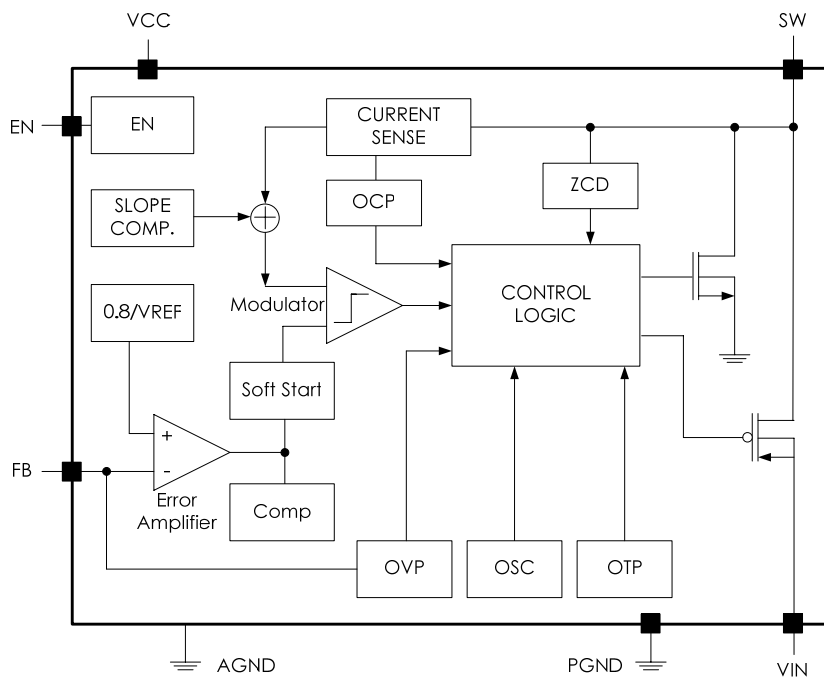 VCC
SW
EN
EN
CURRENT
SENSE
ZCD
OCP
SLOPE
COMP.
+
CONTROL
LOGIC
Modulator
0.8/VREF
Soft Start
+
-
FB
Error
Amplifier
Comp
OVP
OSC
OTP
AGND
PGND
VIN